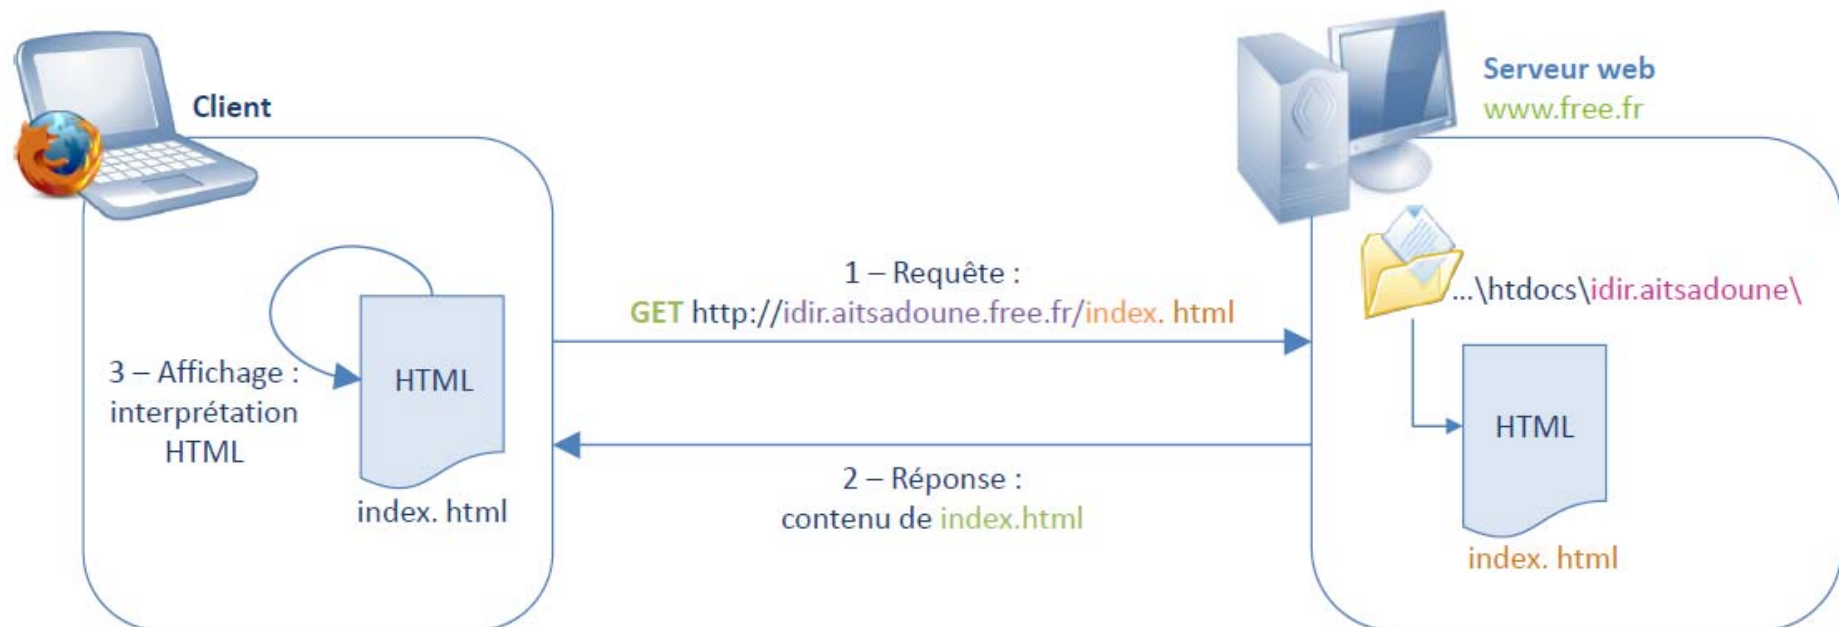 Client
Serveur web
www.free.fr
1 – Requête :
GET http://idir.aitsadoune.free.fr/index. html
...\htdocs\idir.aitsadoune\
3 – Affichage :
interprétation
HTML
HTML
index. html
2 – Réponse :
contenu de index.html
HTML
index. html